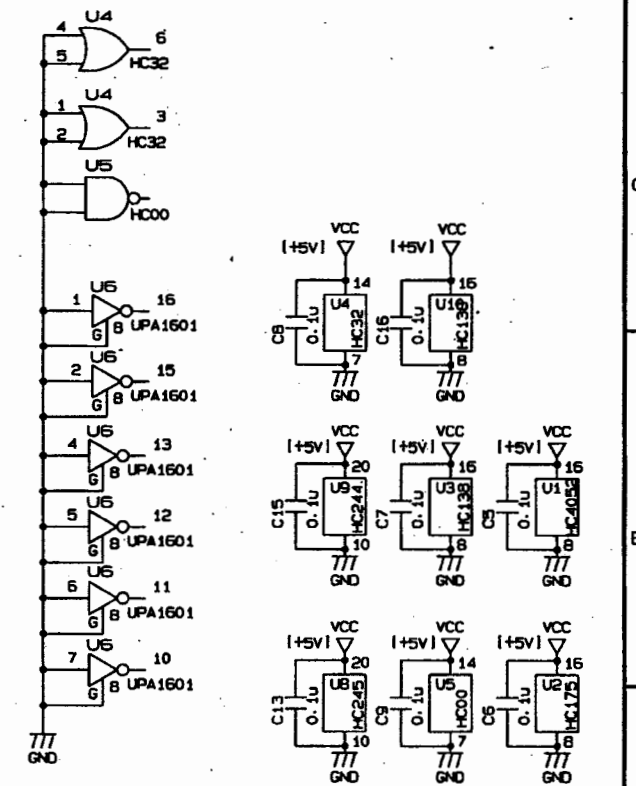 U4
4
6
5
HC32
U4
1
3
2
HC32
U5
HC00
U6
1
16
G 8 UPA1601
U6
2
15
G 8 UPA1601
U6
4
13
G 8 UPA1601
U6
5
12
G 8 UPA1601
U6
6
11
G 8 UPA1601
U6
7
10
G 8 UPA1601
GND
VCC
[+5V]
14
U4
HC32
C8
0.1u
7
GND
VCC
[+5V]
16
HC138
C16
0.1u
8
GND
VCC
[+5V]
20
U9
HC244
C15
0.1u
10
GND
VCC
[+5V]
16
U3
HC138
C7
0.1u
8
GND
VCC
[+5V]
16
U1
HC4052
C5
0.1u
8
GND
VCC
[+5V]
20
U8
HC245
C13
0.1u
10
GND
VCC
[+5V]
14
U5
HC00
C9
0.1u
7
GND
VCC
[+5V]
16
U2
HC175
C6
0.1u
8
GND